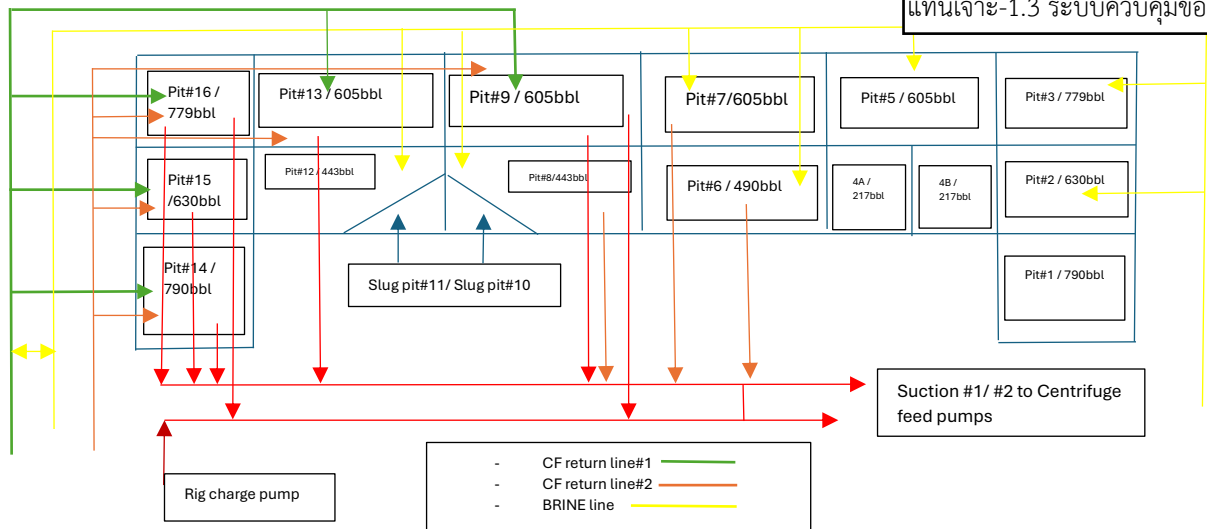 แท่นเจาะ-1.3 ระบบควบคุมขอ
Pit#16 /
779bbl
Pit#13 / 605bbl
Pit#9 / 605bbl
Pit#7/605bbl
Pit#5 / 605bbl
Pit#3 / 779bbl
Pit#15
/630bbl
Pit#12 / 443bbl
Pit#8/443bbl
Pit#6 / 490bbl
4A /
217bbl
4B /
217bbl
Pit#2 / 630bbl
Pit#14 /
790bbl
Slug pit#11/ Slug pit#10
Pit#1 / 790bbl
Suction #1/ #2 to Centrifuge
feed pumps
Rig charge pump
- CF return line#1
- CF return line#2
- BRINE line